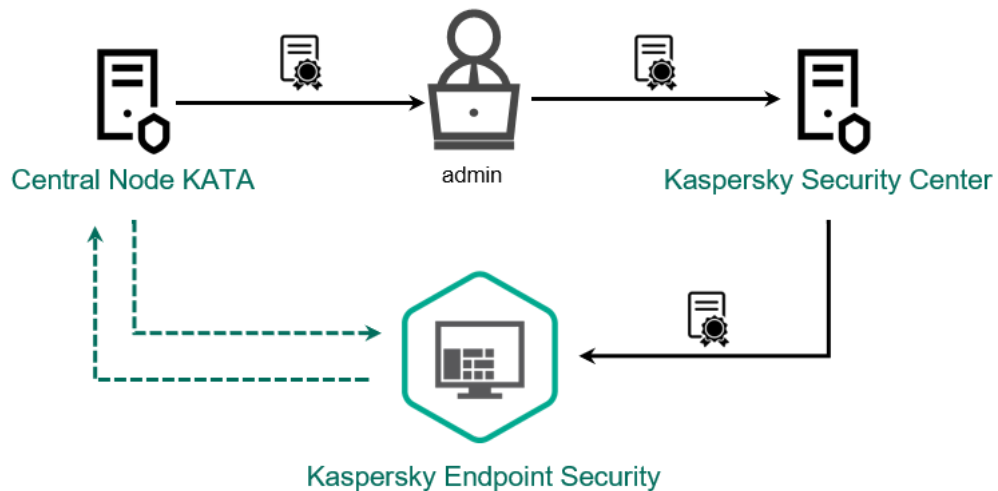 Central Node KATA
admin
Kaspersky Security Center
Kaspersky Endpoint Security